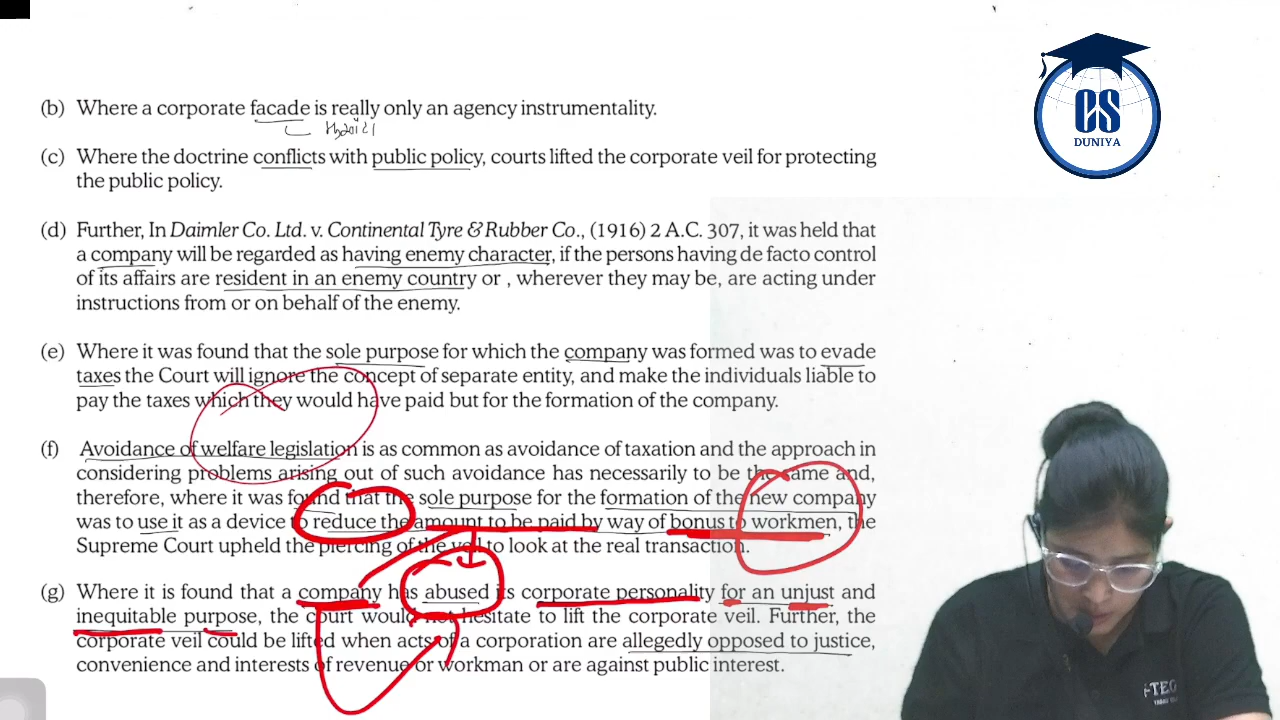 CS
DUNIYA
(b) Where a corporate facade is really only an agency instrumentality.
(c) Where the doctrine conflicts with public policy, courts lifted the corporate veil for protecting
the public policy.
(d) Further, In Daimler Co. Ltd. v. Continental Tyre & Rubber Co., (1916) 2 A.C. 307, it was held that
a company will be regarded as having enemy character, if the persons having de facto control
of its affairs are resident in an enemy country or , wherever they may be, are acting under
instructions from or on behalf of the enemy.
(e) Where it was found that the sole purpose for which the company was formed was to evade
taxes the Court will ignore the concept of separate entity, and make the individuals liable to
pay the taxes which they would have paid but for the formation of the company.
(f) Avoidance of welfare legislation is as common as avoidance of taxation and the approach in
considering problems arising out of such avoidance has necessarily to be the same and,
therefore, where it was found that the sole purpose for the formation of the new company
was to use it as a device to reduce the amount to be paid by way of bonus to workmen, the
Supreme Court upheld the piercing of the veil to look at the real transaction.
(g) Where it is found that a company has abused its corporate personality for an unjust and
inequitable purpose, the court would not hesitate to lift the corporate veil. Further, the
corporate veil could be lifted when acts of a corporation are allegedly opposed to justice,
convenience and interests of revenue or workman or are against public interest.